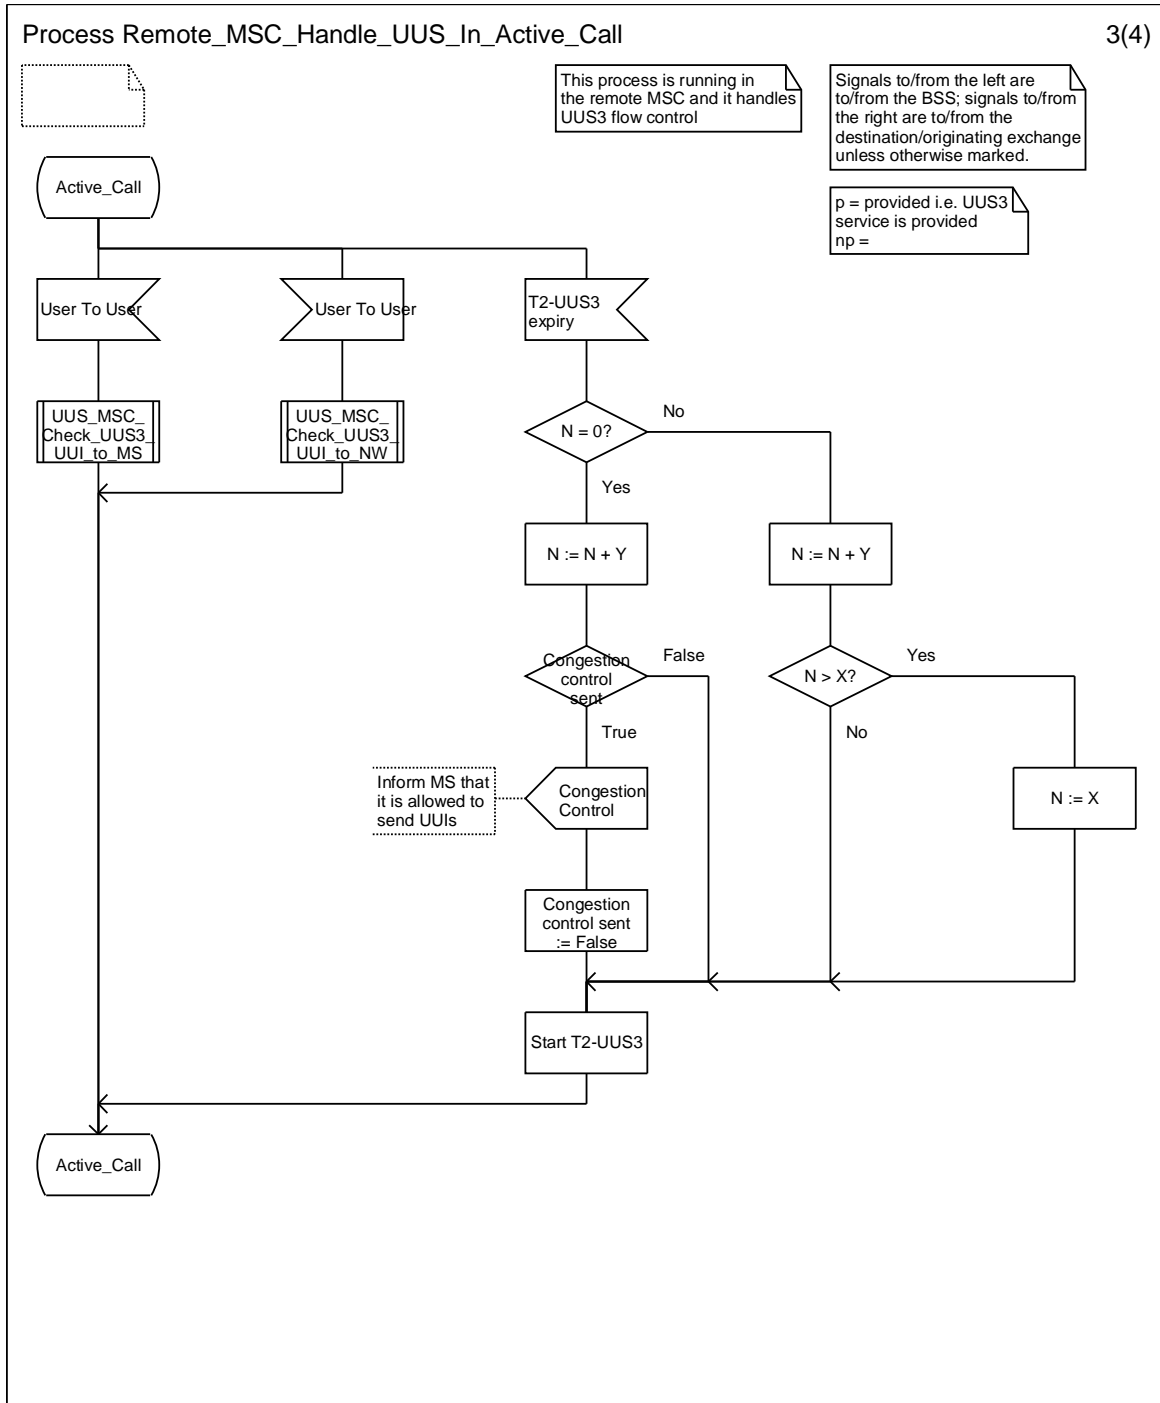 Process Remote_MSC_Handle_UUS_In_Active_Call
3(4)
This process is running in
the remote MSC and it handles
UUS3 flow control
Signals to/from the left are
to/from the BSS; signals to/from
the right are to/from the
destination/originating exchange
unless otherwise marked.
p = provided i.e. UUS3
service is provided
np =
Active_Call
User To User
User To User
T2-UUS3
expiry
UUS_MSC_
Check_UUS3_
UUI_to_MS
UUS_MSC_
Check_UUS3_
UUI_to_NW
N = 0?
No
Yes
N := N + Y
N := N + Y
Congestion
control
sent
False
True
N > X?
Yes
No
Inform MS that
it is allowed to
send UUIs
Congestion
Control
N := X
Congestion
control sent
:= False
Start T2-UUS3
Active_Call